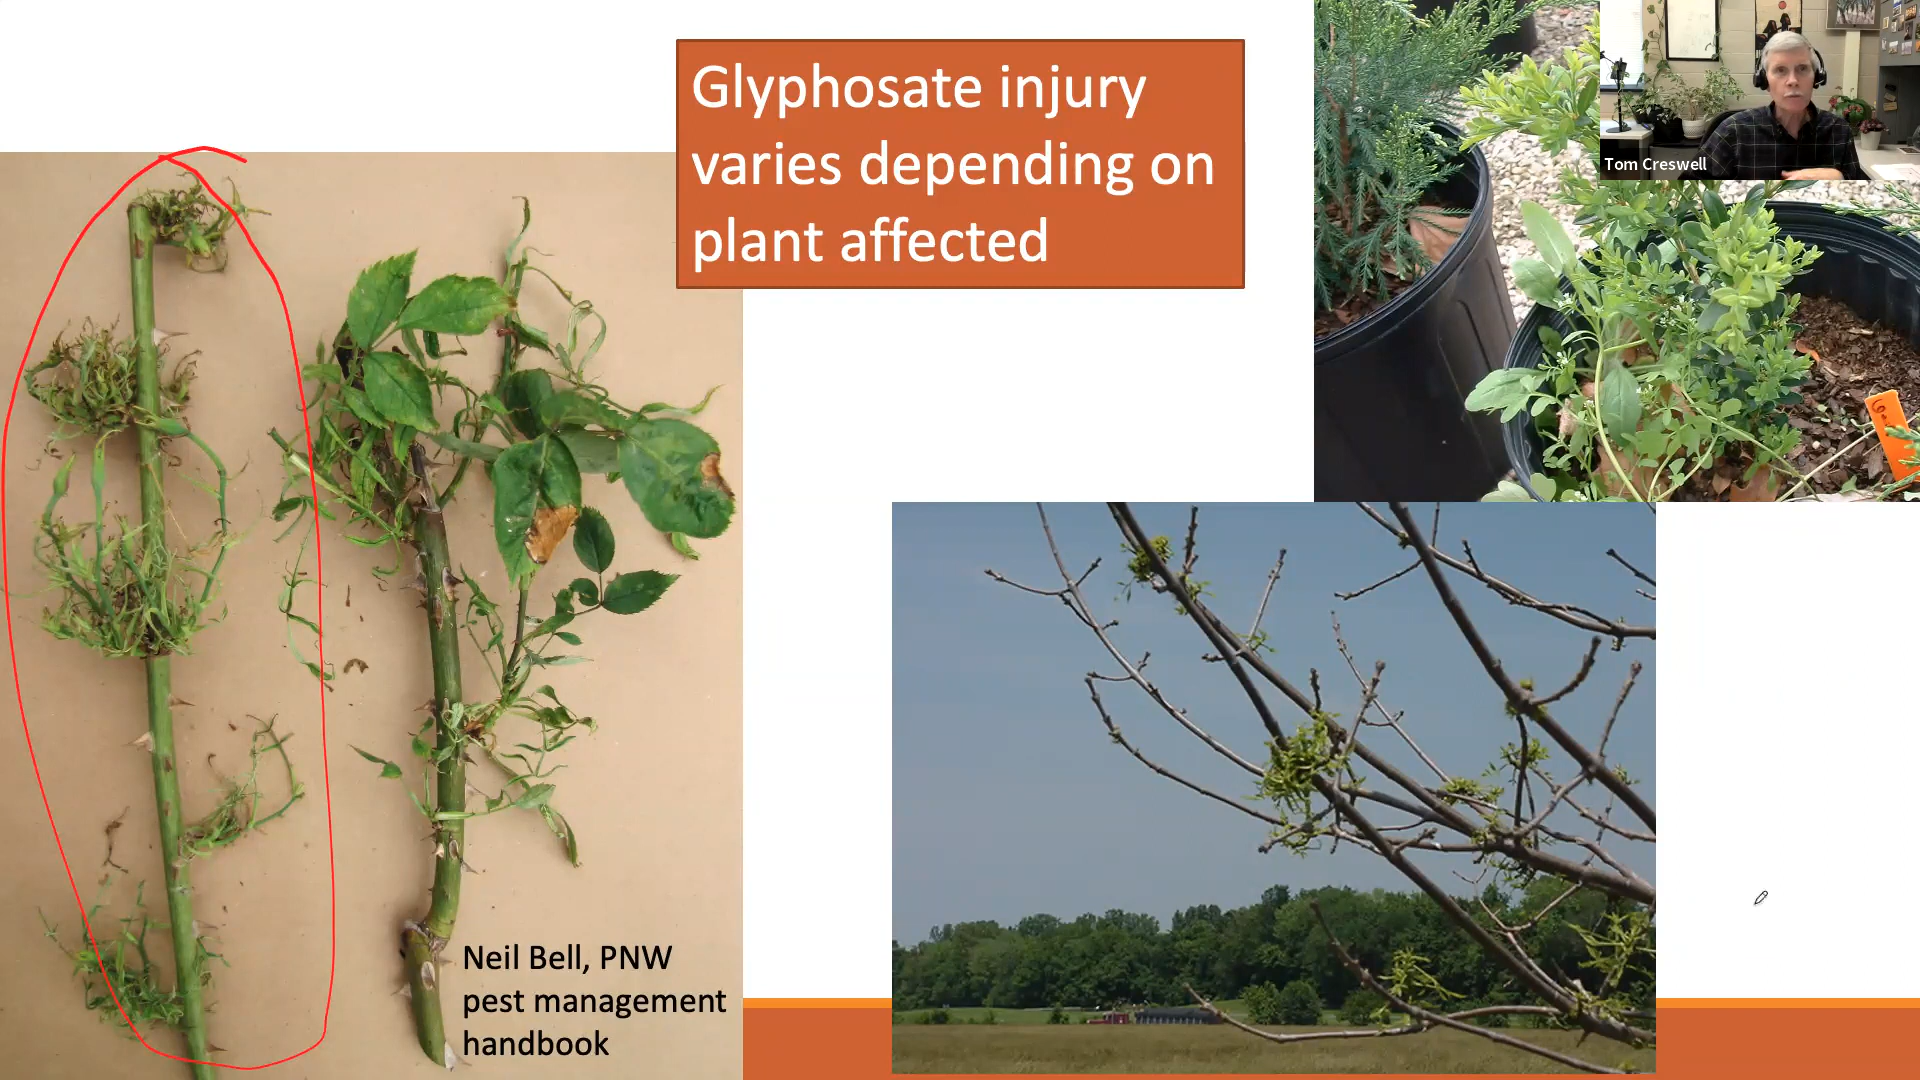 Glyphosate injury
varies depending on
plant affected
Tom Creswell
Neil Bell, PNW
pest management
handbook